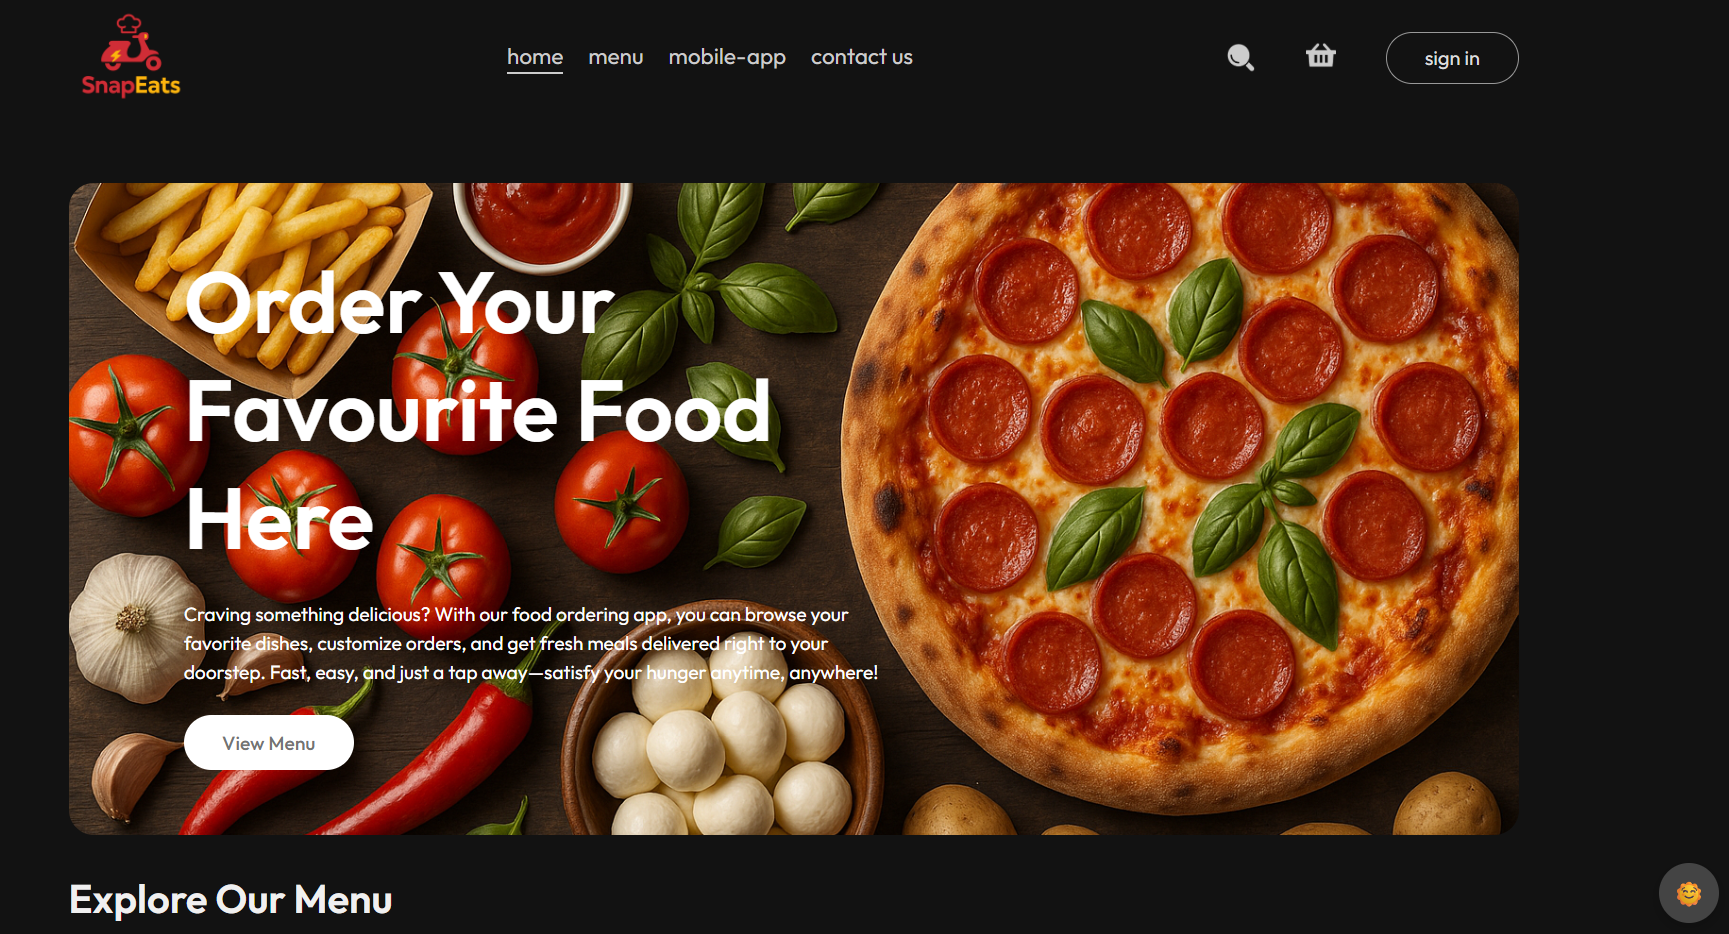 SnapEats
home menu mobile-app contact us
sign in
Order Your
Favourite Food
Here
Craving something delicious? With our food ordering app, you can browse your
favorite dishes, customize orders, and get fresh meals delivered right to your
doorstep. Fast, easy, and just a tap away—satisfy your hunger anytime, anywhere!
View Menu
Explore Our Menu